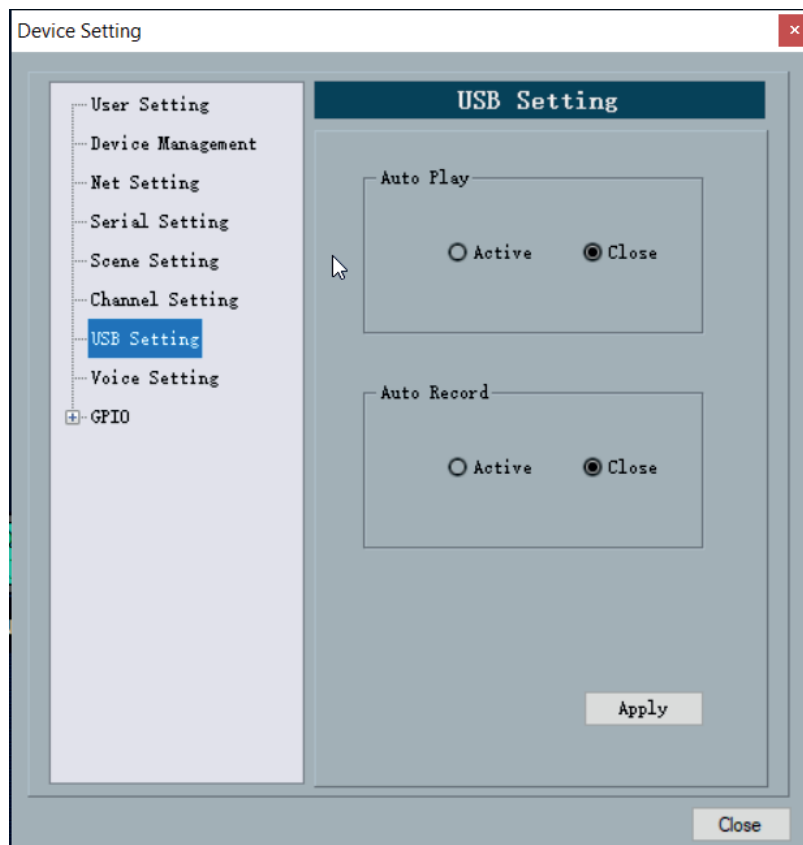 Device Setting
User Setting
Device Management
Net Setting
Serial Setting
Scene Setting
Channel Setting
USB Setting
Voice Setting
GPIO
USB Setting
Auto Play
Active Close
Auto Record
Active Close
Apply
Close